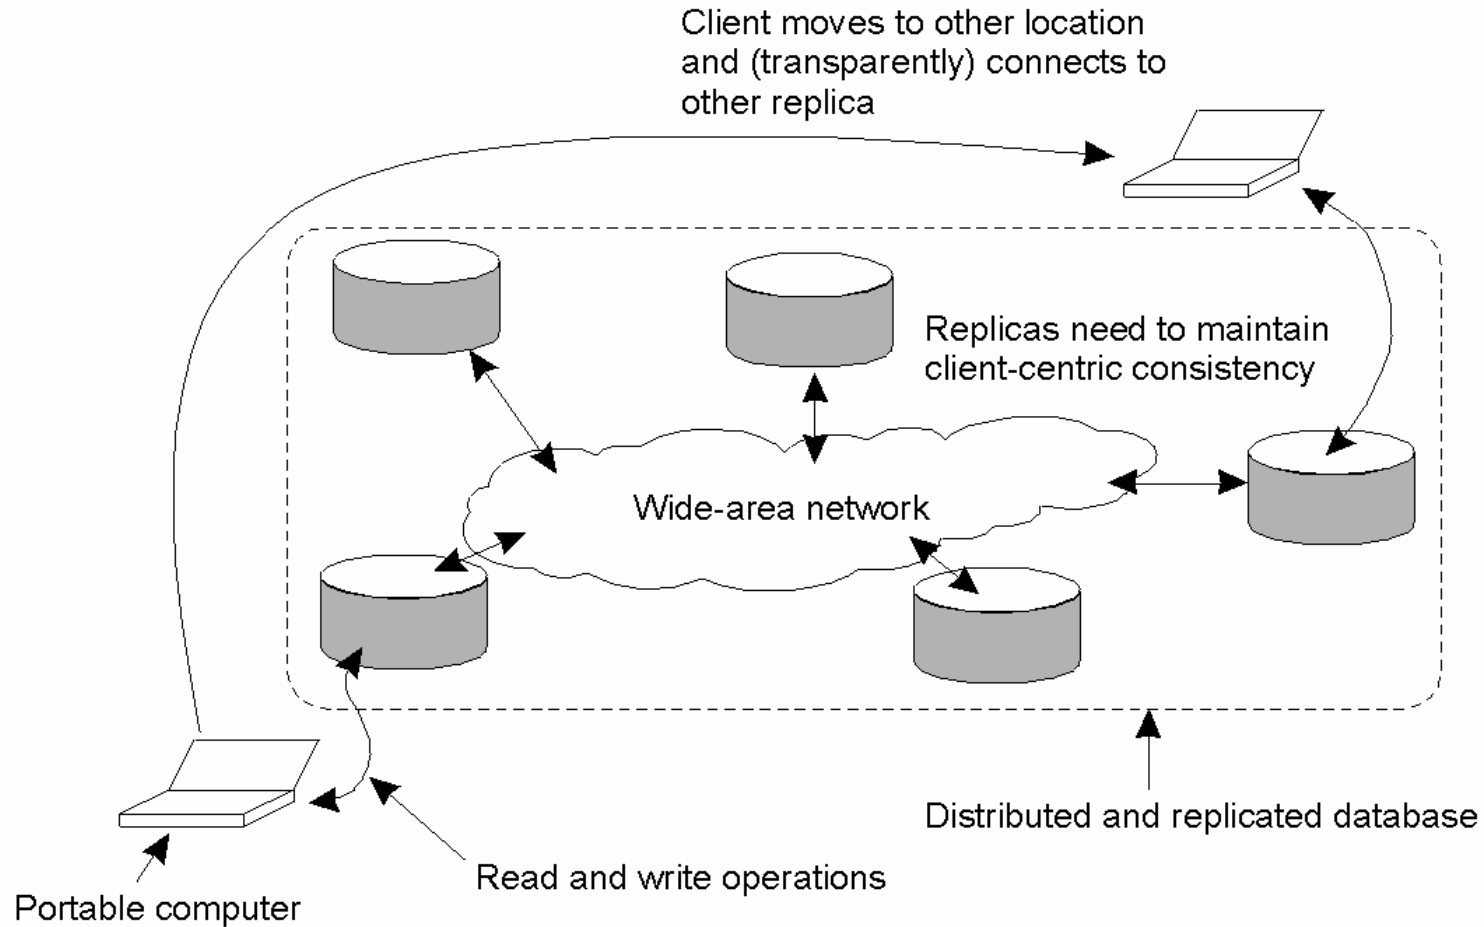 Client moves to other location
and (transparently) connects to
other replica
Replicas need to maintain
client-centric consistency
Wide-area network
Distributed and replicated database
Read and write operations
Portable computer